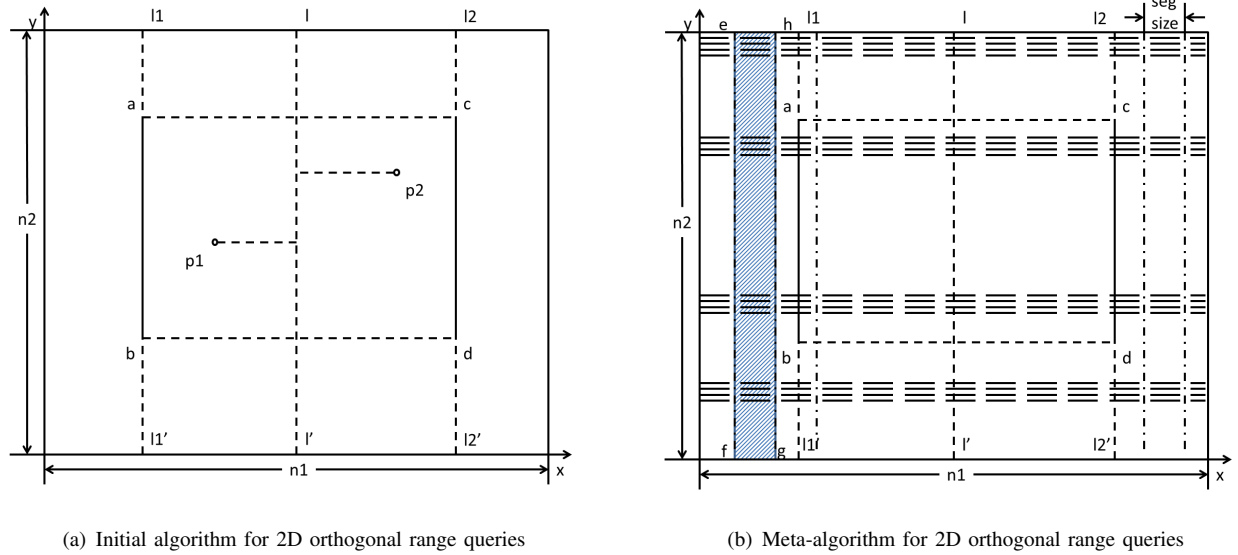 y
l1
l
l2
a
c
p2
n2
p1
b
d
l1’
l’
l2’
n1
x
(a) Initial algorithm for 2D orthogonal range queries
seg
size
y
e
h
l1
l
l2
a
c
n2
b
d
f
g
l1’
l’
l2’
n1
x
(b) Meta-algorithm for 2D orthogonal range queries